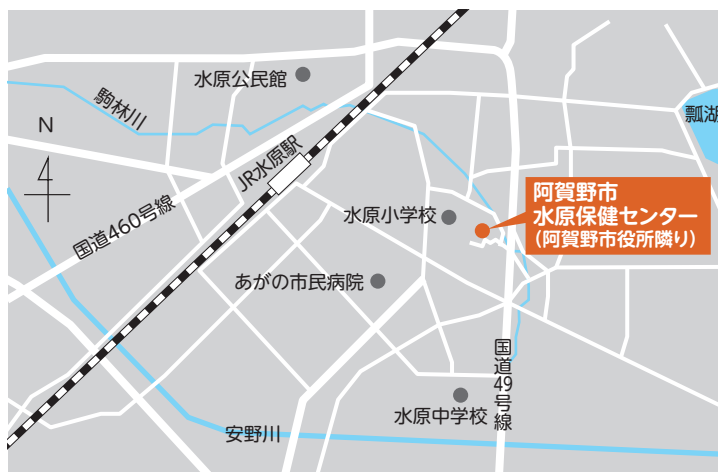 水原公民館
駒林川
N
JR水原駅
瓢湖
国道460号線
水原小学校
阿賀野市
水原保健センター
(阿賀野市役所隣り)
あがの市民病院
国道49号線
水原中学校
安野川